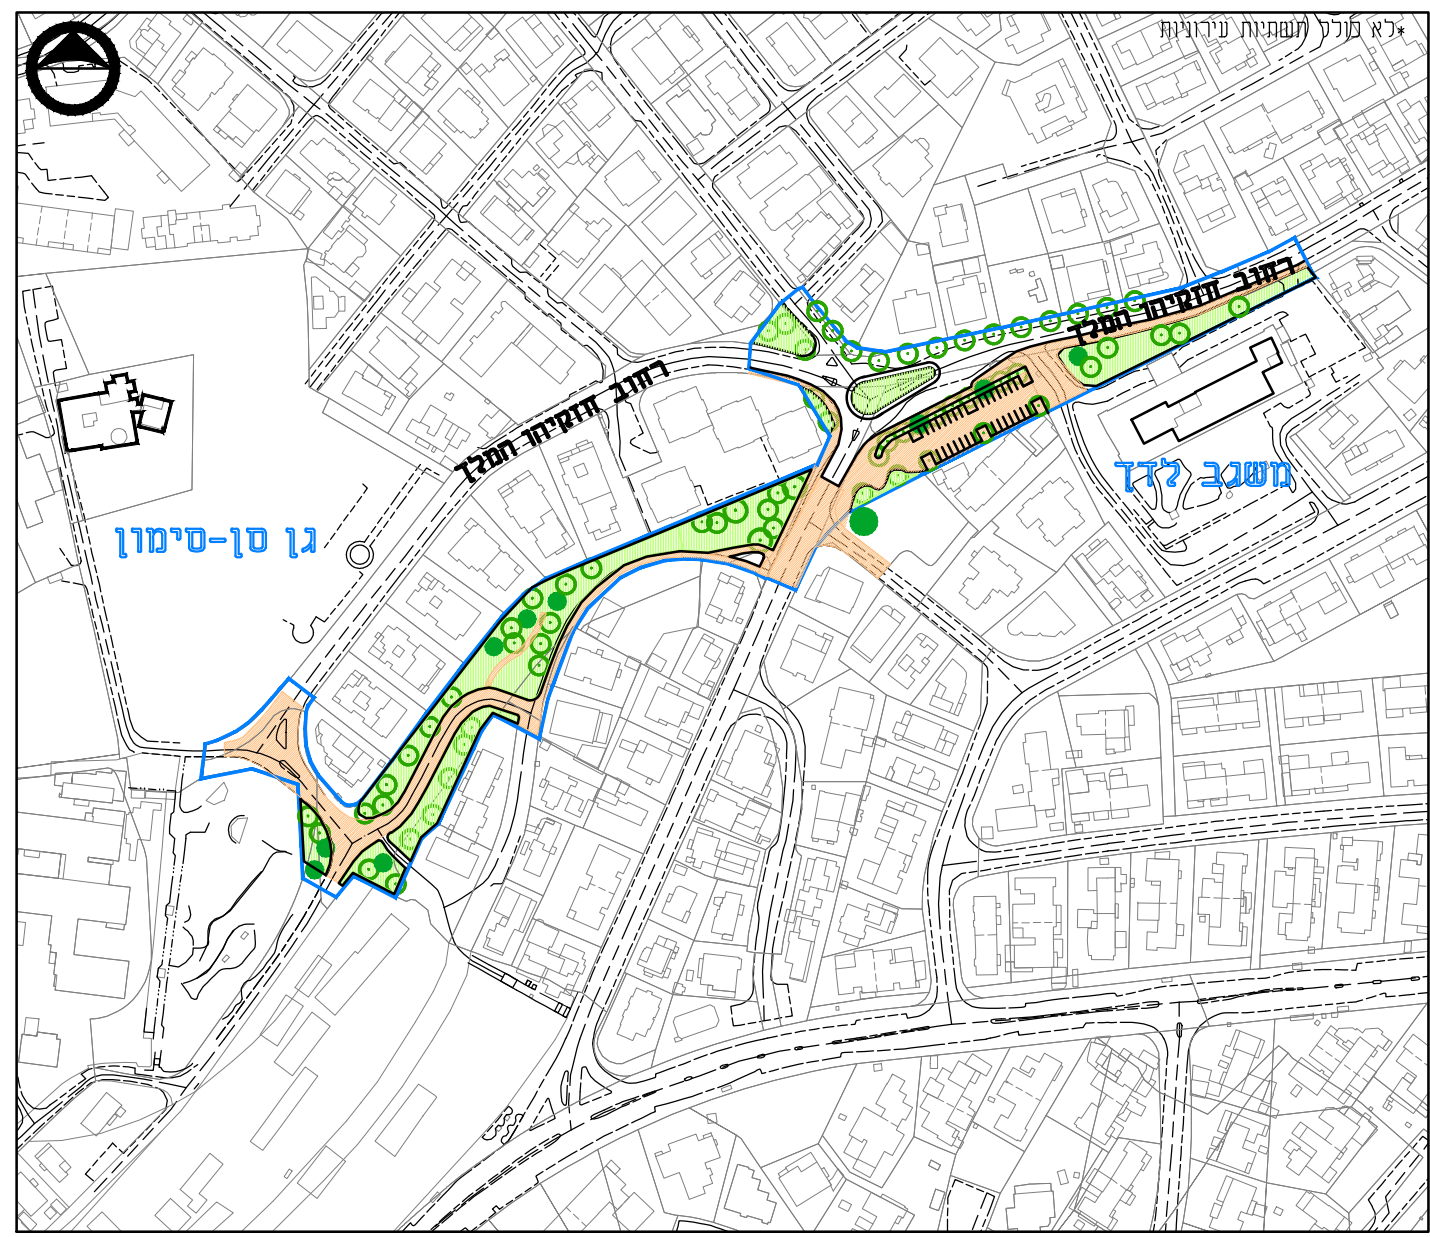 *לא כולל תשתיות עירוניות
רחוב חזקיהו המלך
רחוב חזקיהו המלך
משגב לדך
גן סן-סימון